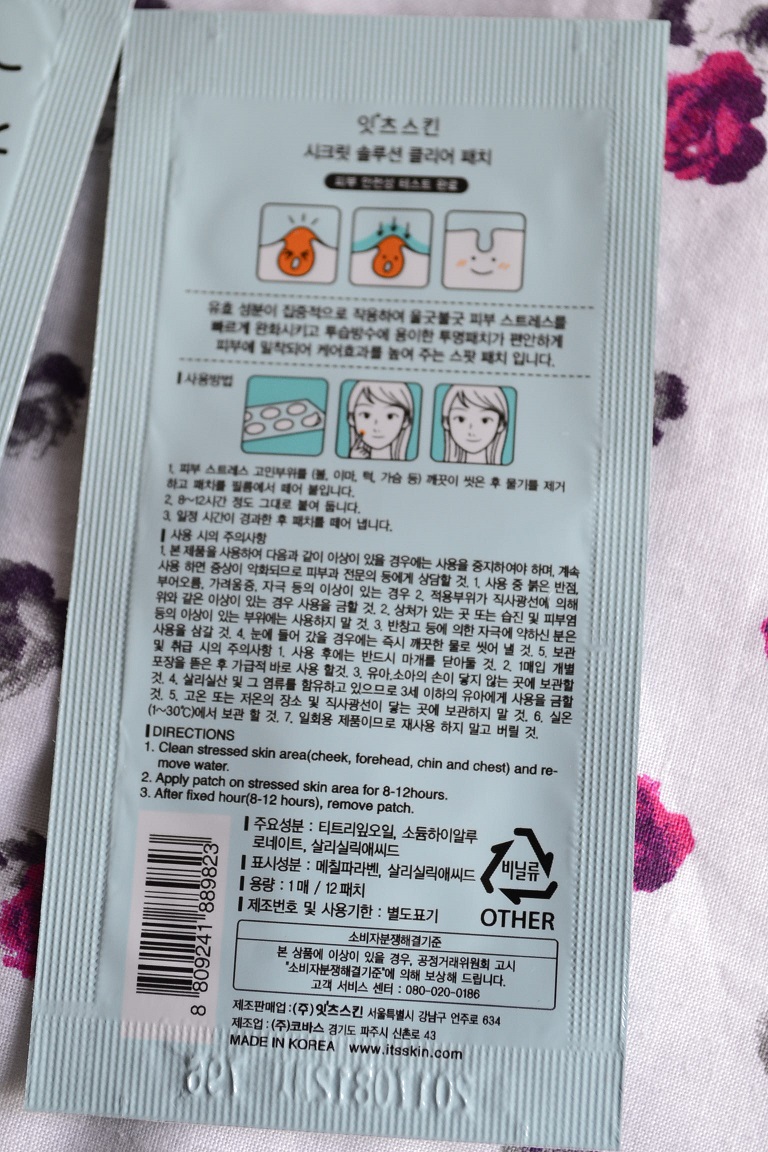 잇츠스킨
시크릿 솔루션 클리어 패치
피부 안전성 테스트 완료
유효 성분이 집중적으로 작용하여 울긋불긋 피부 스트레스를
빠르게 완화시키고 투습방수에 용이한 투명패치가 편안하게
피부에 밀착되어 케어효과를 높여 주는 스팟 패치 입니다.
사용방법
1. 피부 스트레스 고민부위를 (볼, 이마, 턱, 가슴 등) 깨끗이 씻은 후 물기를 제거
하고 패치를 필름에서 떼어 붙입니다.
2. 8~12시간 정도 그대로 붙여 둡니다.
3. 일정 시간이 경과한 후 패치를 떼어 냅니다.
사용 시의 주의사항
1. 본 제품을 사용하여 다음과 같이 이상이 있을 경우에는 사용을 중지하여야 하며, 계속
사용 하면 증상이 악화되므로 피부과 전문의 등에게 상담할 것. 1. 사용 중 붉은 반점,
부어오름, 가려움증, 자극 등의 이상이 있는 경우 2. 적용부위가 직사광선에 의해
위와 같은 이상이 있는 경우 사용을 금할 것. 2. 상처가 있는 곳 또는 습진 및 피부염
등의 이상이 있는 부위에는 사용하지 말 것. 3. 반창고 등에 의한 자극에 약하신 분은
사용을 삼갈 것. 4. 눈에 들어 갔을 경우에는 즉시 깨끗한 물로 씻어 낼 것. 5. 보관
및 취급 시의 주의사항 1. 사용 후에는 반드시 마개를 닫아둘 것. 2. 1매입 개별
포장을 뜯은 후 가급적 바로 사용 할것. 3. 유아,소아의 손이 닿지 않는 곳에 보관할
것. 4. 살리실산 및 그 염류를 함유하고 있으므로 3세 이하의 유아에게 사용을 금할
것. 5. 고온 또는 저온의 장소 및 직사광선이 닿는 곳에 보관하지 말 것. 6. 실온
(1~30℃)에서 보관 할 것. 7. 일회용 제품이므로 재사용 하지 말고 버릴 것.
DIRECTIONS
1. Clean stressed skin area(cheek, forehead, chin and chest) and re-
move water.
2. Apply patch on stressed skin area for 8-12hours.
3. After fixed hour(8-12 hours), remove patch.
주요성분 : 티트리잎오일, 소듐하이알루
로네이트, 살리실릭애씨드
표시성분 : 메칠파라벤, 살리실릭애씨드
용량 : 1매 / 12패치
제조번호 및 사용기한 : 별도표기
비닐류
OTHER
8 809241 889823
소비자분쟁해결기준
본 상품에 이상이 있을 경우, 공정거래위원회 고시
"소비자분쟁해결기준"에 의해 보상해 드립니다.
고객 서비스 센터 : 080-020-0186
제조판매업 : (주)잇츠스킨 서울특별시 강남구 언주로 634
제조업 : (주)코바스 경기도 파주시 신촌로 43
MADE IN KOREA www.itsskin.com